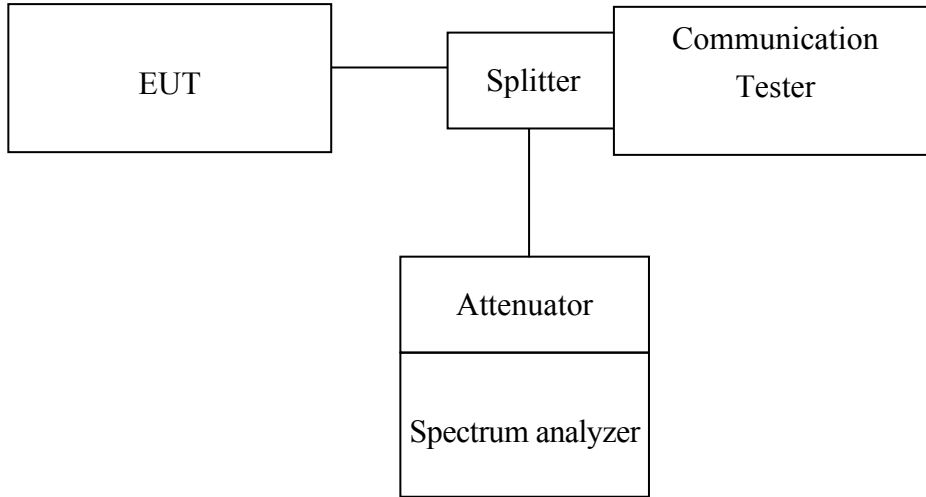 EUT
Splitter
Communication
Tester
Attenuator
Spectrum analyzer